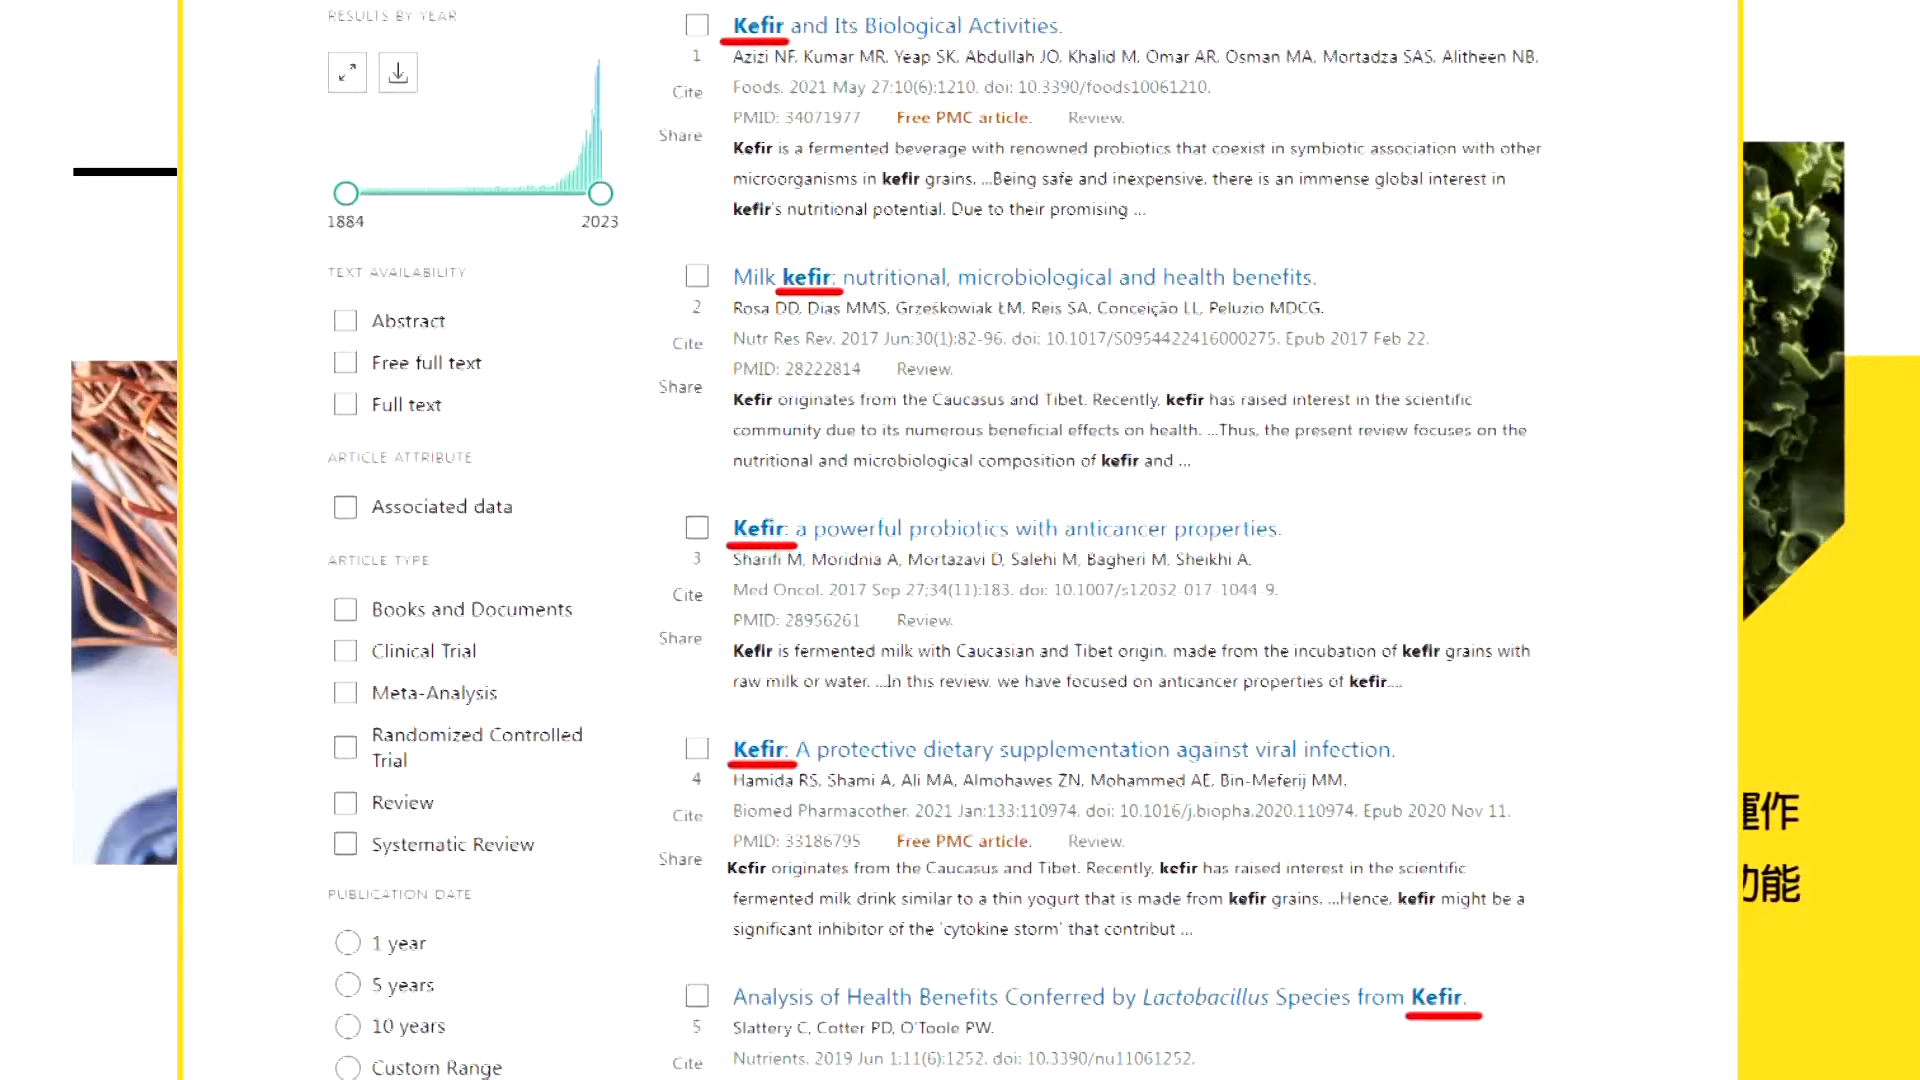 RESULTS BY YEAR
1884
2023
TEXT AVAILABILITY
Abstract
Free full text
Full text
ARTICLE ATTRIBUTE
Associated data
ARTICLE TYPE
Books and Documents
Clinical Trial
Meta-Analysis
Randomized Controlled
Trial
Review
Systematic Review
PUBLICATION DATE
1 year
5 years
10 years
Custom Range
Kefir and Its Biological Activities.
1
Azizi NF, Kumar MR, Yeap SK, Abdullah JO, Khalid M, Omar AR, Osman MA, Mortadza SAS, Alitheen NB.
Cite
Foods. 2021 May 27;10(6):1210. doi: 10.3390/foods10061210.
PMID: 34071977 Free PMC article. Review.
Share
Kefir is a fermented beverage with renowned probiotics that coexist in symbiotic association with other
microorganisms in kefir grains. ...Being safe and inexpensive, there is an immense global interest in
kefir's nutritional potential. Due to their promising ...
Milk kefir: nutritional, microbiological and health benefits.
2
Rosa DD, Dias MMS, Grześkowiak ŁM, Reis SA, Conceição LL, Peluzio MDCG.
Cite
Nutr Res Rev. 2017 Jun;30(1):82-96. doi: 10.1017/S0954422416000275. Epub 2017 Feb 22.
PMID: 28222814 Review.
Share
Kefir originates from the Caucasus and Tibet. Recently, kefir has raised interest in the scientific
community due to its numerous beneficial effects on health. ...Thus, the present review focuses on the
nutritional and microbiological composition of kefir and ...
Kefir: a powerful probiotics with anticancer properties.
3
Sharifi M, Moridnia A, Mortazavi D, Salehi M, Bagheri M, Sheikhi A.
Cite
Med Oncol. 2017 Sep 27;34(11):183. doi: 10.1007/s12032-017-1044-9.
PMID: 28956261 Review.
Share
Kefir is fermented milk with Caucasian and Tibet origin, made from the incubation of kefir grains with
raw milk or water. ...In this review, we have focused on anticancer properties of kefir....
Kefir: A protective dietary supplementation against viral infection.
4
Hamida RS, Shami A, Ali MA, Almohawes ZN, Mohammed AE, Bin-Meferij MM.
Cite
Biomed Pharmacother. 2021 Jan;133:110974. doi: 10.1016/j.biopha.2020.110974. Epub 2020 Nov 11.
PMID: 33186795 Free PMC article. Review.
Share
Kefir originates from the Caucasus and Tibet. Recently, kefir has raised interest in the scientific
fermented milk drink similar to a thin yogurt that is made from kefir grains. ...Hence, kefir might be a
significant inhibitor of the 'cytokine storm' that contribut ...
Analysis of Health Benefits Conferred by Lactobacillus Species from Kefir.
5
Slattery C, Cotter PD, O'Toole PW.
Cite
Nutrients. 2019 Jun 1;11(6):1252. doi: 10.3390/nu11061252.
運作
功能